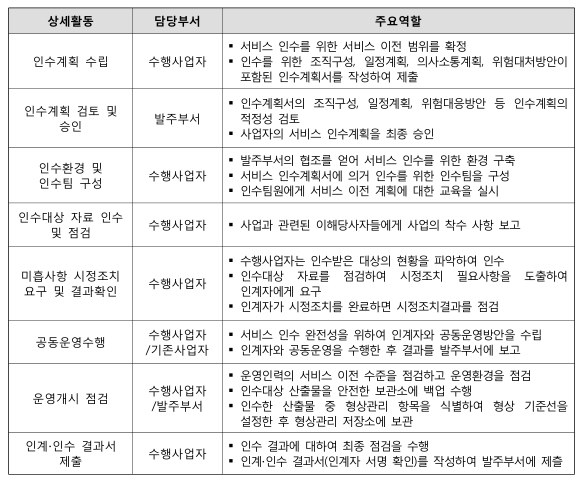 상세활동 담당부서 주요역할
인수계획 수립 수행사업자
▪ 서비스 인수를 위한 서비스 이전 범위를 확정
▪ 인수를 위한 조직구성, 일정계획, 의사소통계획, 위험대처방안이
포함된 인수계획서를 작성하여 제출
인수계획 검토 및
승인
발주부서
▪ 인수계획서의 조직구성, 일정계획, 위험대응방안 등 인수계획의
적정성 검토
▪ 사업자의 서비스 인수계획을 최종 승인
인수환경 및
인수팀 구성
수행사업자
▪ 발주부서의 협조를 얻어 서비스 인수를 위한 환경 구축
▪ 서비스 인수계획서에 의거 인수를 위한 인수팀을 구성
▪ 인수팀원에게 서비스 이전 계획에 대한 교육을 실시
인수대상 자료 인수
및 점검
수행사업자
▪ 사업과 관련된 이해당사자들에게 사업의 착수 사항 보고
미흡사항 시정조치
요구 및 결과확인
수행사업자
▪ 수행사업자는 인수받은 대상의 현황을 파악하여 인수
▪ 인수대상 자료를 점검하여 시정조치 필요사항을 도출하여
인계자에게 요구
▪ 인계자가 시정조치를 완료하면 시정조치결과를 점검
공동운영수행
수행사업자
/기존사업자
▪ 서비스 인수 완전성을 위하여 인계자와 공동운영방안을 수립
▪ 인계자와 공동운영을 수행한 후 결과를 발주부서에 보고
운영개시 점검
수행사업자
/발주부서
▪ 운영인력의 서비스 이전 수준을 점검하고 운영환경을 점검
▪ 인수대상 산출물을 안전한 보관소에 백업 수행
▪ 인수한 산출물 중 형상관리 항목을 식별하여 형상 기준선을
설정한 후 형상관리 저장소에 보관
인계·인수 결과서
제출
수행사업자
▪ 인수 결과에 대하여 최종 점검을 수행
▪ 인계·인수 결과서(인계자 서명 확인)를 작성하여 발주부서에 제출